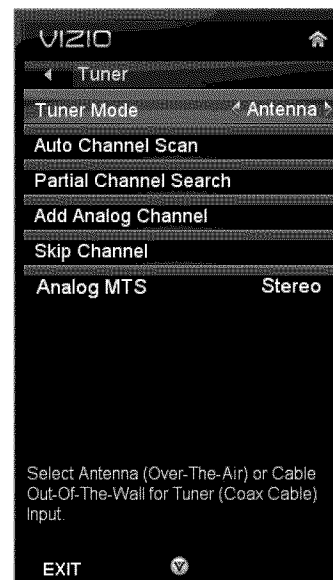 VIZIO
Tuner
Tuner Mode Antenna
Auto Channel Scan
Partial Channel Search
Add Analog Channel
Skip Channel
Analog MTS Stereo
Select Antenna (Over-The-Air) or Cable
Out-Of-The-Wall for Tuner (Coax Cable)
Input.
EXIT
V